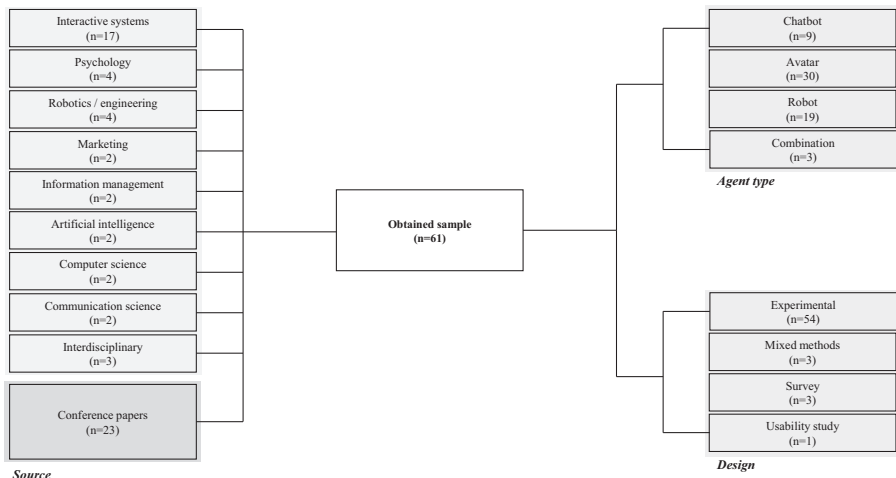 Interactive systems
(n=17)
Psychology
(n=4)
Robotics / engineering
(n=4)
Marketing
(n=2)
Information management
(n=2)
Artificial intelligence
(n=2)
Computer science
(n=2)
Communication science
(n=2)
Interdisciplinary
(n=3)
Conference papers
(n=23)
Source
Obtained sample
(n=61)
Chatbot
(n=9)
Avatar
(n=30)
Robot
(n=19)
Combination
(n=3)
Agent type
Experimental
(n=54)
Mixed methods
(n=3)
Survey
(n=3)
Usability study
(n=1)
Design